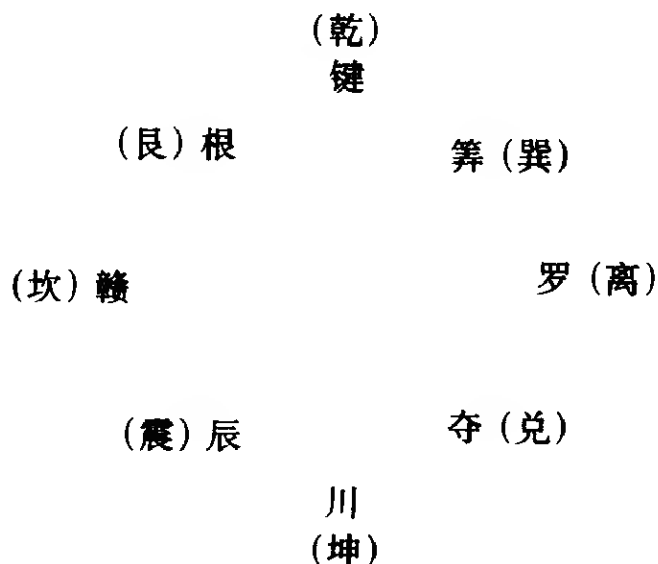 (乾)
键
(艮) 根
筭 (巽)
(坎) 赣
罗 (离)
(震) 辰
夺 (兑)
川
(坤)